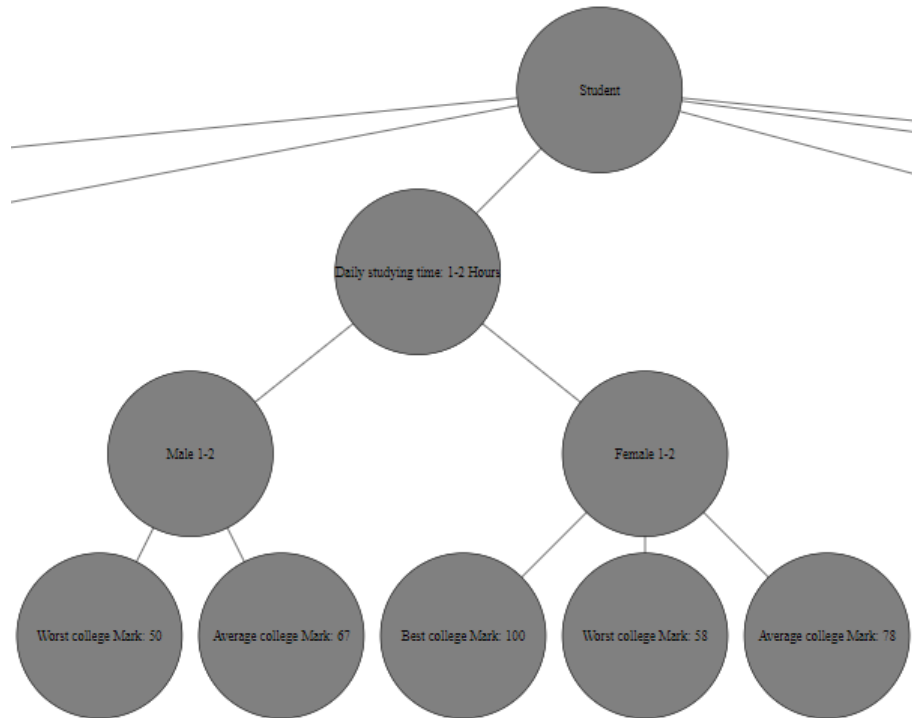 Student
Daily studying time: 1-2 Hours
Male 1-2
Female 1-2
Worst college Mark: 50
Average college Mark: 67
Best college Mark: 100
Worst college Mark: 58
Average college Mark: 78